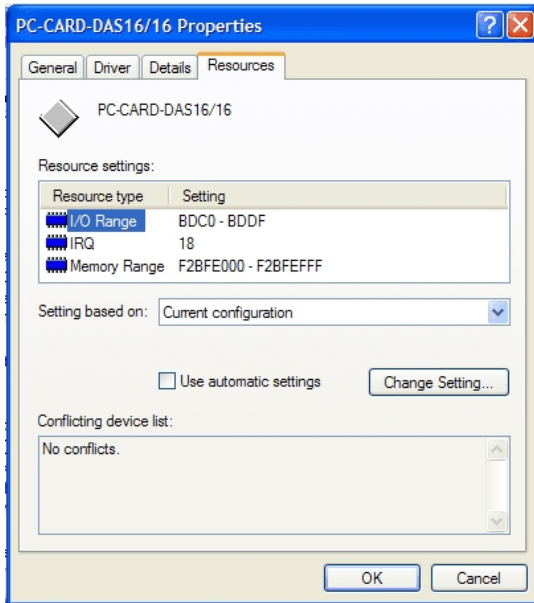 PC-CARD-DAS16/16 Properties
General Driver Details Resources
PC-CARD-DAS16/16
Resource settings:
Resource type Setting
I/O Range BDC0 - BDDF
IRQ 18
Memory Range F2BFE000 - F2BFEFFF
Setting based on: Current configuration
Use automatic settings Change Setting...
Conflicting device list:
No conflicts.
OK Cancel